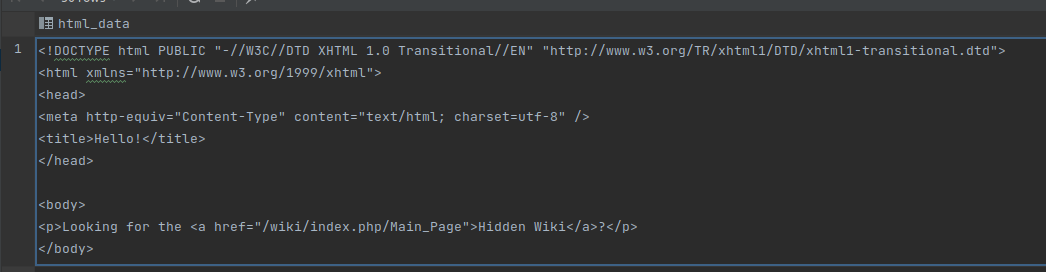 html_data
1
<!DOCTYPE html PUBLIC "-//W3C//DTD XHTML 1.0 Transitional//EN" "http://www.w3.org/TR/xhtml1/DTD/xhtml1-transitional.dtd">
<html xmlns="http://www.w3.org/1999/xhtml">
<head>
<meta http-equiv="Content-Type" content="text/html; charset=utf-8" />
<title>Hello!</title>
</head>
<body>
<p>Looking for the <a href="/wiki/index.php/Main_Page">Hidden Wiki</a>?</p>
</body>